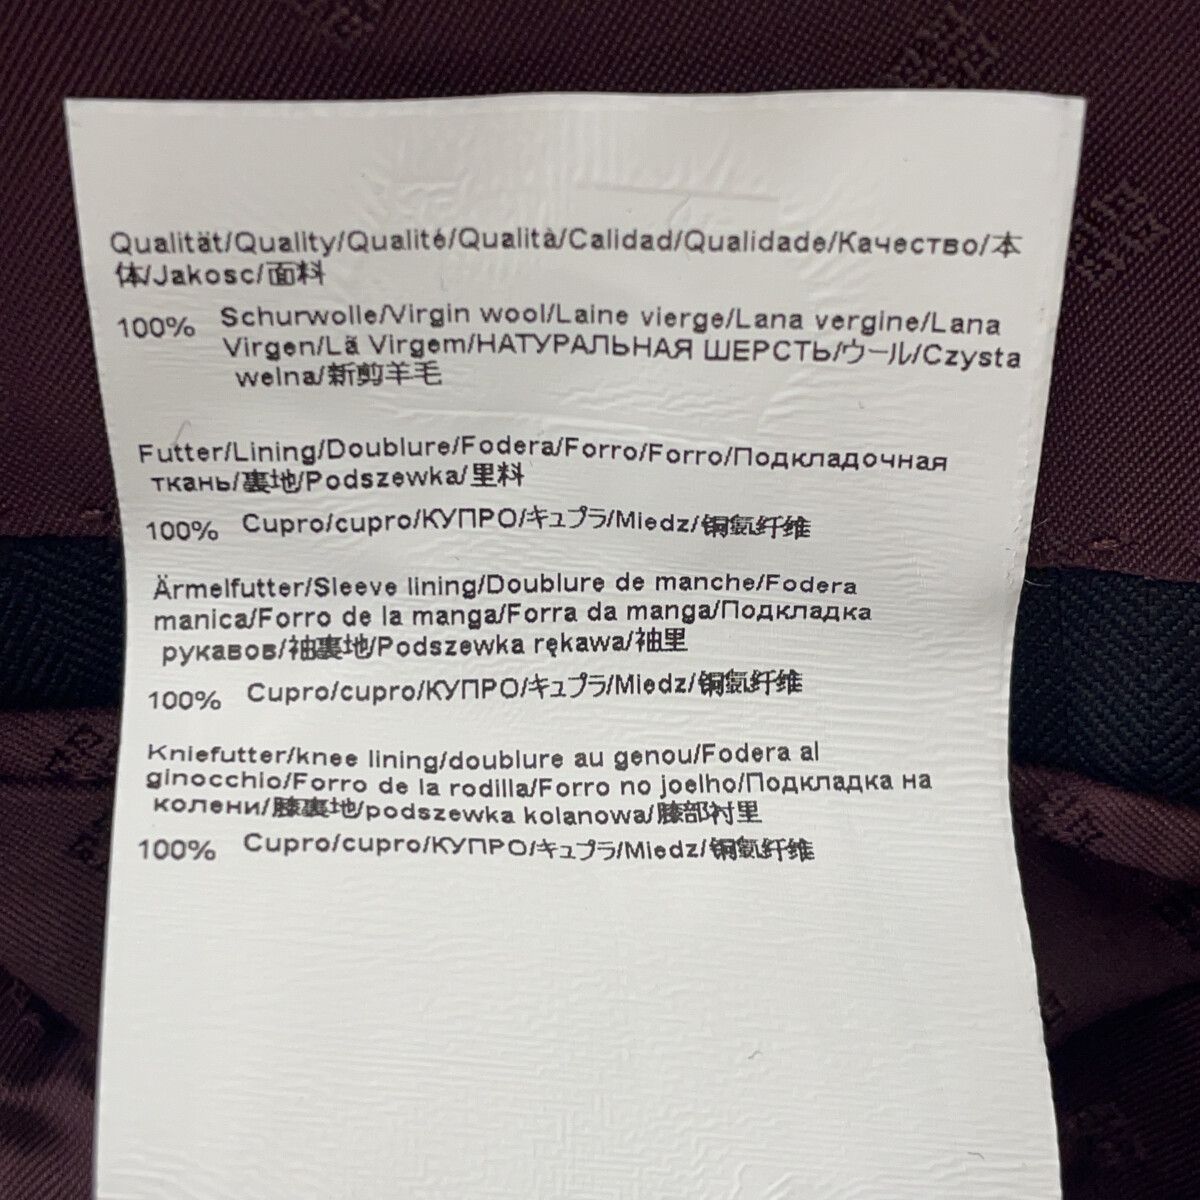 Qualität/Quality/Qualité/Qualità/Calidad/Qualidade/Качество/本
体/Jakosc/面料
100% Schurwolle/Virgin wool/Laine vierge/Lana vergine/Lana
Virgen/Lã Virgem/НАТУРАЛЬНАЯ ШЕРСТЬ/ウール/Czysta
welna/新剪羊毛
Futter/Lining/Doublure/Fodera/Forro/Forro/Подкладочная
ткань/裏地/Podszewka/里料
100% Cupro/cupro/КУПРО/キュプラ/Miedz/铜氨纤维
Ärmelfutter/Sleeve lining/Doublure de manche/Fodera
manica/Forro de la manga/Forra da manga/Подкладка
рукавов/袖裏地/Podszewka rękawa/袖里
100% Cupro/cupro/КУПРО/キュプラ/Miedz/铜氨纤维
Kniefutter/knee lining/doublure au genou/Fodera al
ginocchio/Forro de la rodilla/Forro no joelho/Подкладка на
колени/膝裏地/podszewka kolanowa/膝部衬里
100% Cupro/cupro/КУПРО/キュプラ/Miedz/铜氨纤维